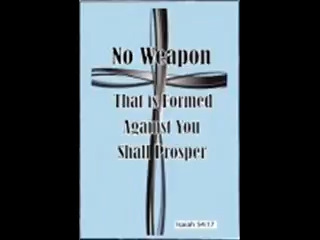 No Weapon
That is Formed
Against You
Shall Prosper
Isaiah 54:17